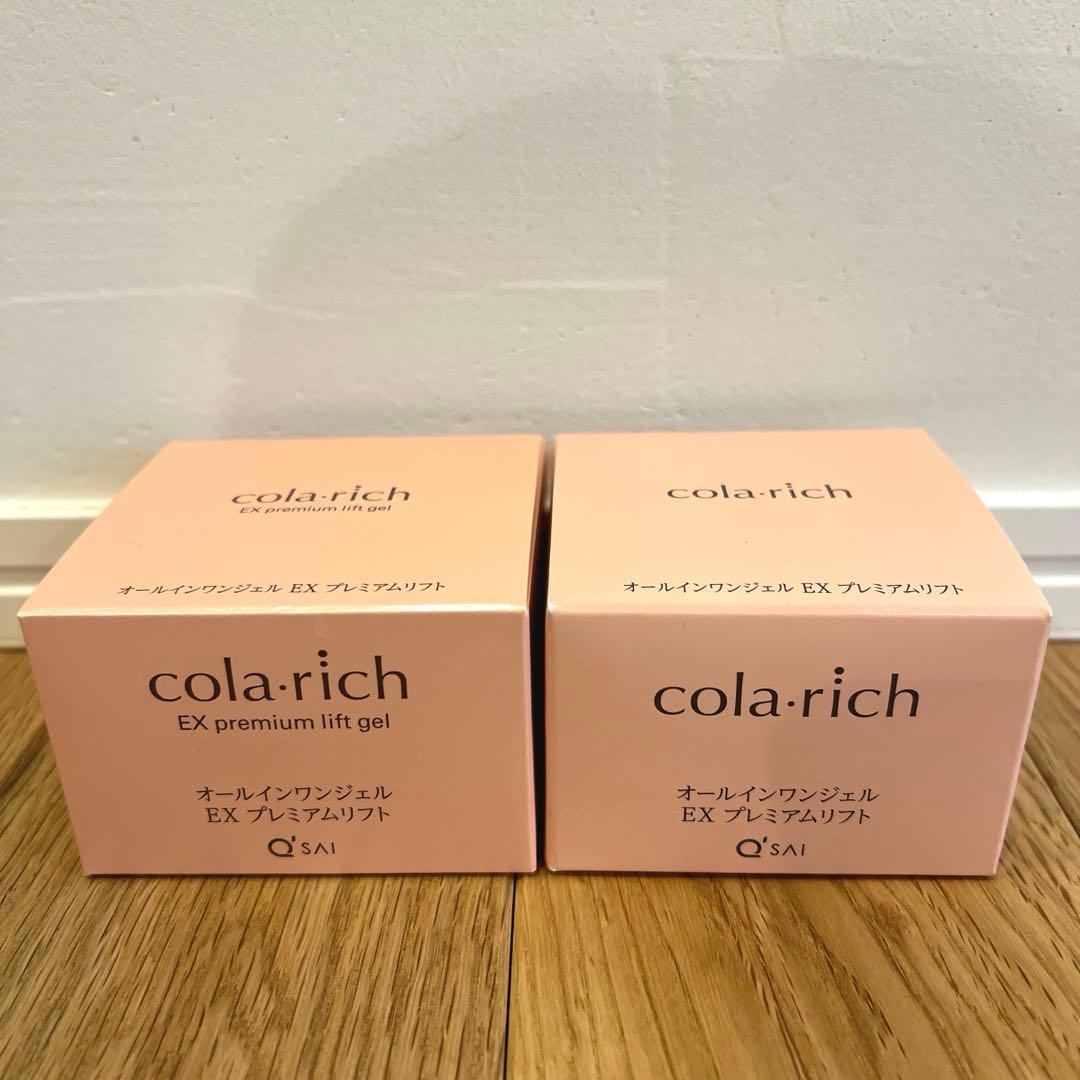 cola·rich
EX premium lift gel
オールインワンジェル EX プレミアムリフト
cola·rich
EX premium lift gel
オールインワンジェル
EX プレミアムリフト
Q'SAI
cola·rich
オールインワンジェル EX プレミアムリフト
cola·rich
オールインワンジェル
EX プレミアムリフト
Q'SAI